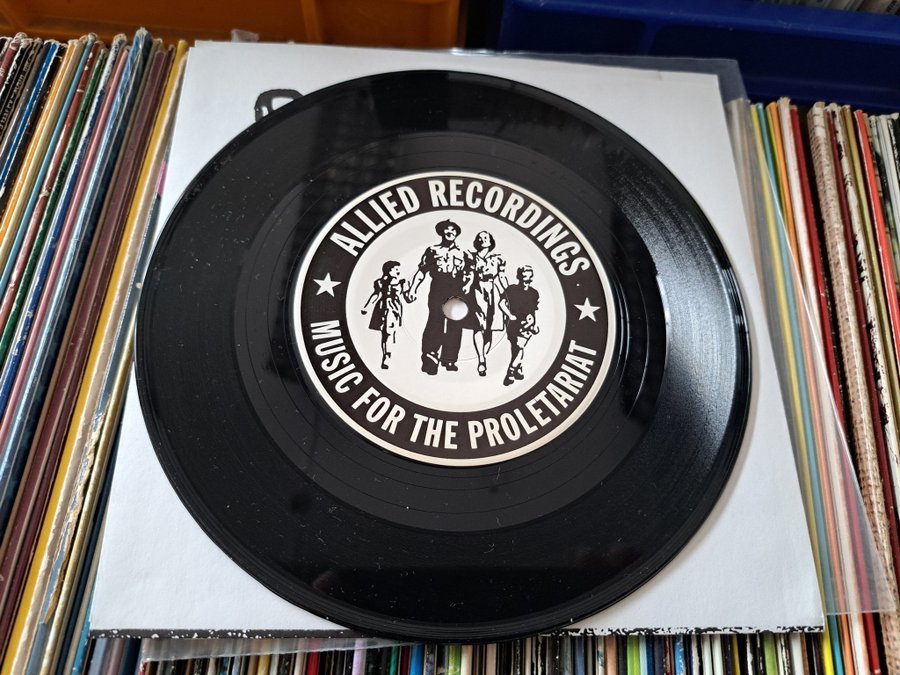 ALLIED RECORDINGS
MUSIC FOR THE PROLETARIAT